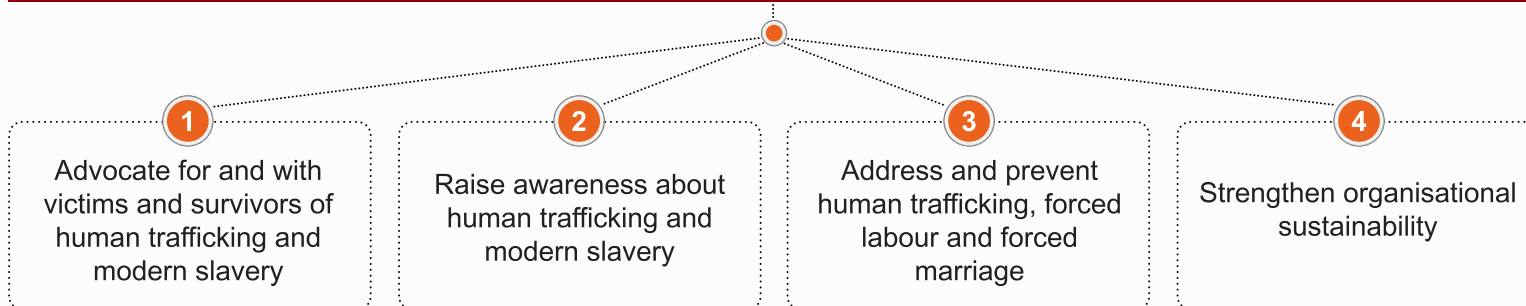 1
Advocate for and with
victims and survivors of
human trafficking and
modern slavery
2
Raise awareness about
human trafficking and
modern slavery
3
Address and prevent
human trafficking, forced
labour and forced
marriage
4
Strengthen organisational
sustainability